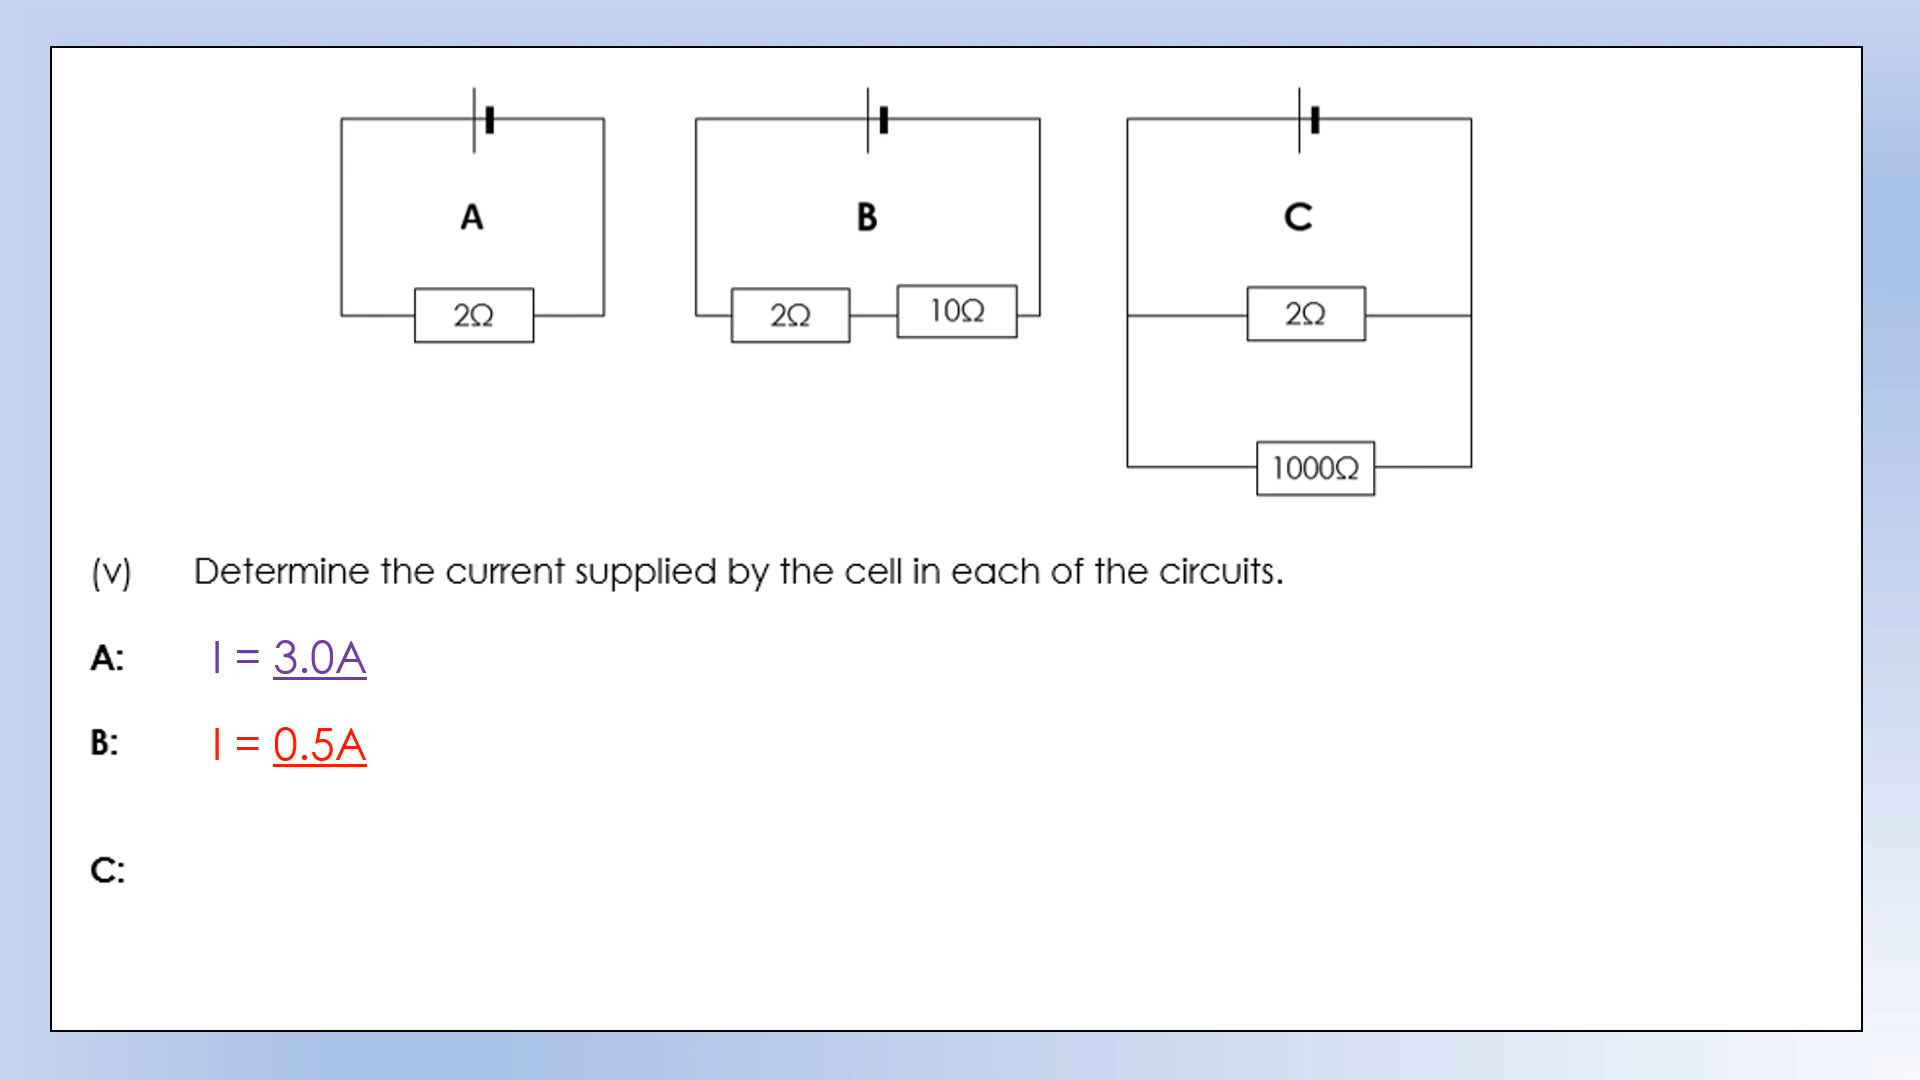 A
B
C
2Ω
2Ω
10Ω
2Ω
1000Ω
(v) Determine the current supplied by the cell in each of the circuits.
A: I = 3.0A
B: I = 0.5A
C: